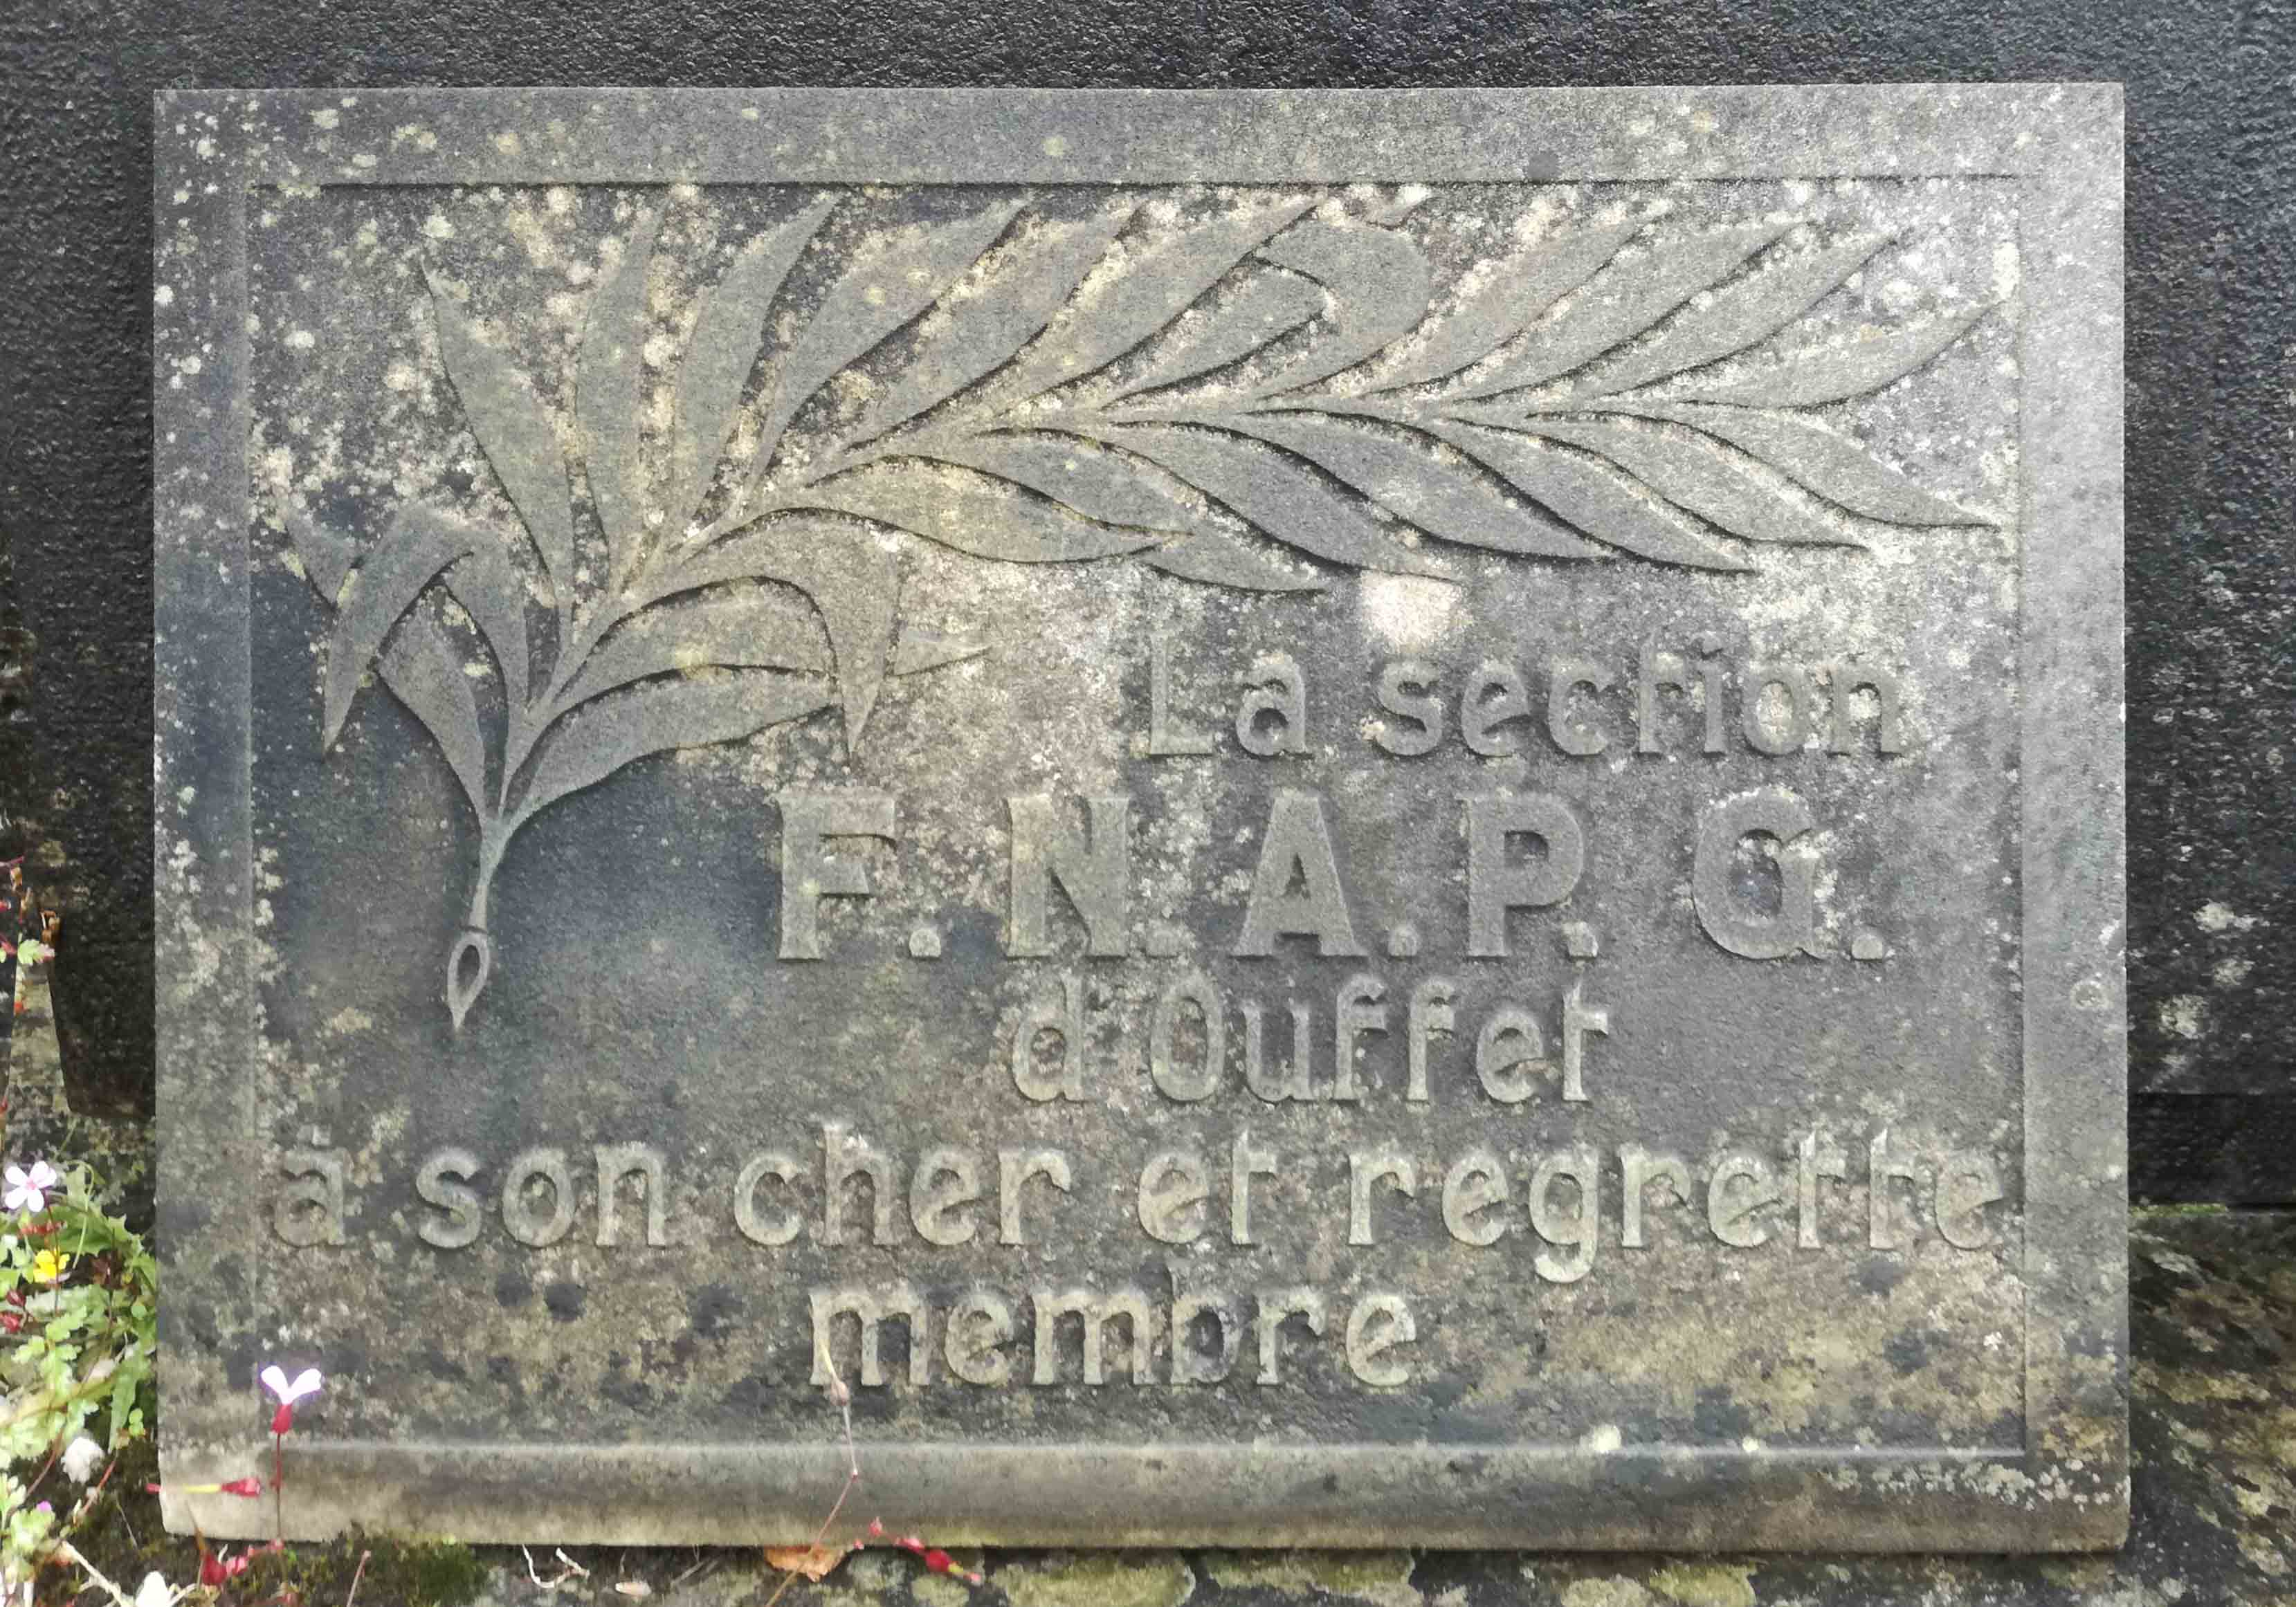 La section
F. N. A. P. G.
d'Ouffet
à son cher et regretté
membre